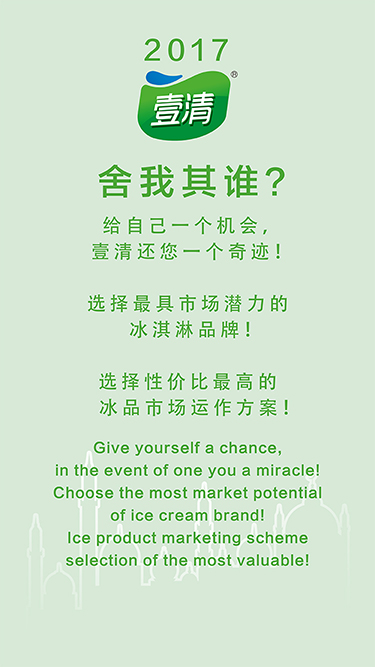 2017
壹清®
舍我其谁?
给自己一个机会,
壹清还您一个奇迹!
选择最具市场潜力的
冰淇淋品牌!
选择性价比最高的
冰品市场运作方案!
Give yourself a chance,
in the event of one you a miracle!
Choose the most market potential
of ice cream brand!
Ice product marketing scheme
selection of the most valuable!